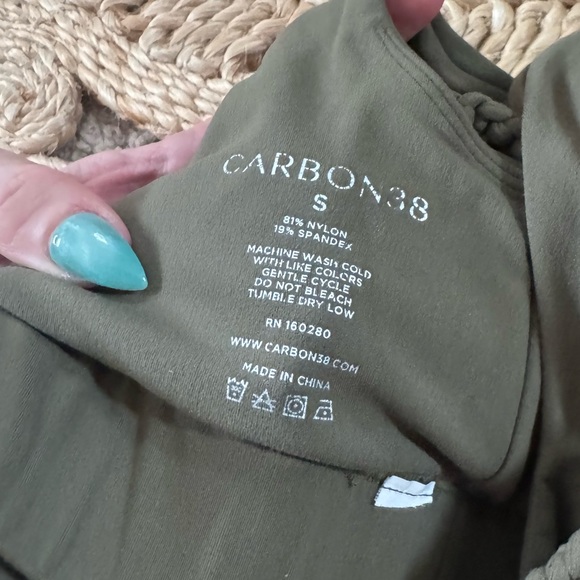 CARBON38
S
81% NYLON
19% SPANDEX
MACHINE WASH COLD
WITH LIKE COLORS
GENTLE CYCLE
DO NOT BLEACH
TUMBLE DRY LOW
RN 160280
WWW.CARBON38.COM
MADE IN CHINA